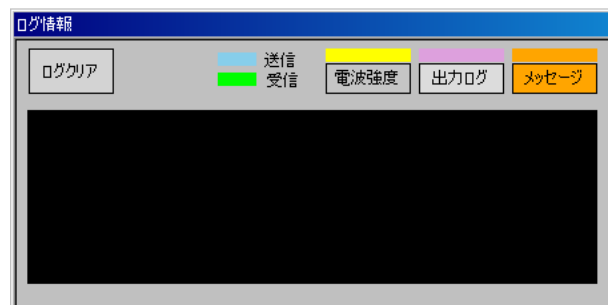 ログ情報
ログクリア
送信
受信
電波強度
出力ログ
メッセージ